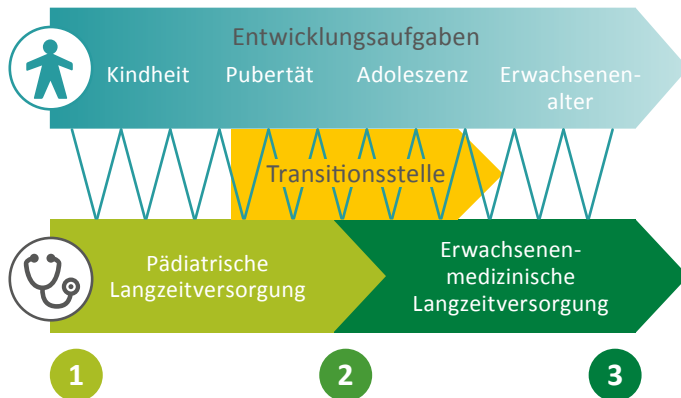 Entwicklungsaufgaben
Kindheit Pubertät Adoleszenz Erwachsenen-
alter
Transitionsstelle
Pädiatrische
Langzeitversorgung
Erwachsenen-
medizinische
Langzeitversorgung
1 2 3